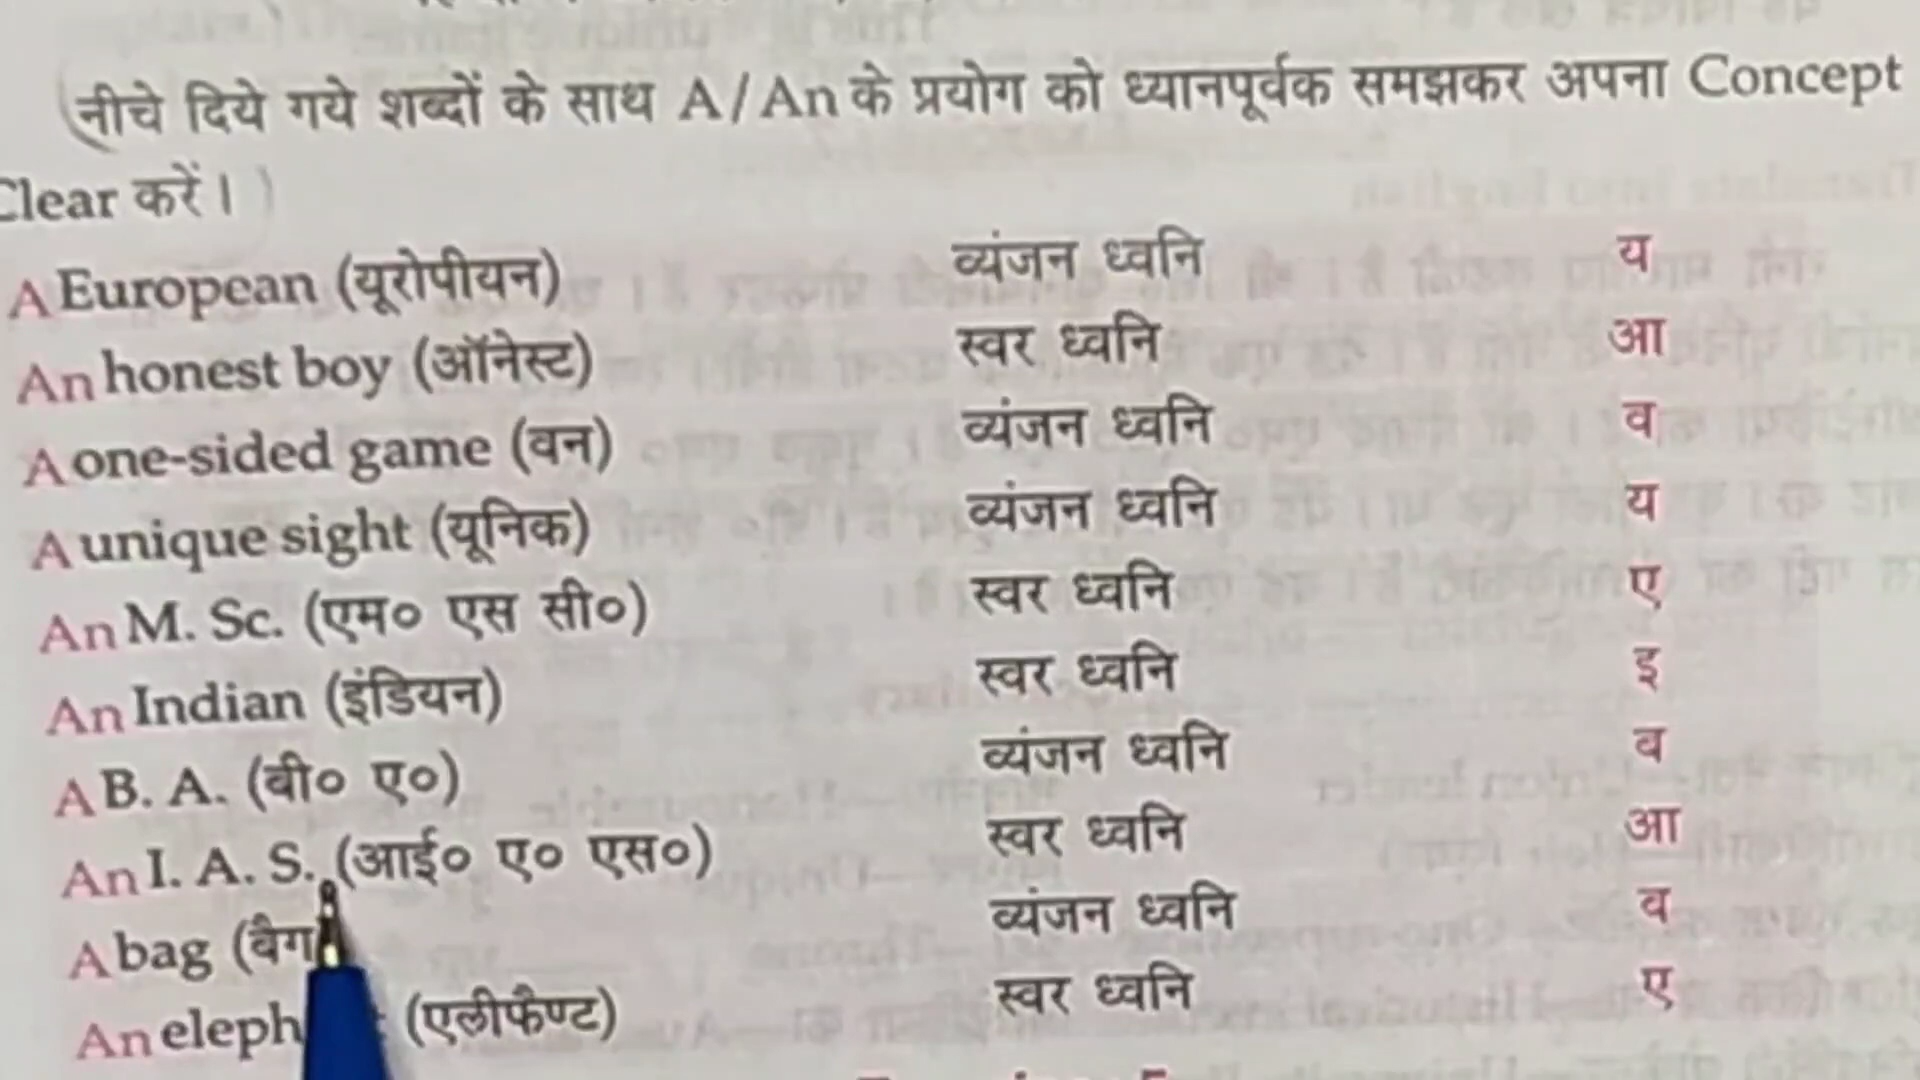 (नीचे दिये गये शब्दों के साथ A/An के प्रयोग को ध्यानपूर्वक समझकर अपना Concept
Clear करें।)
A European (यूरोपीयन) व्यंजन ध्वनि य
An honest boy (ऑनेस्ट) स्वर ध्वनि आ
A one-sided game (वन) व्यंजन ध्वनि व
A unique sight (यूनिक) व्यंजन ध्वनि य
An M. Sc. (एम० एस सी०) स्वर ध्वनि ए
An Indian (इंडियन) स्वर ध्वनि इ
A B. A. (बी० ए०) व्यंजन ध्वनि ब
An I. A. S. (आई० ए० एस०) स्वर ध्वनि आ
A bag (बैग व्यंजन ध्वनि ब
An eleph (एलीफैण्ट) स्वर ध्वनि ए